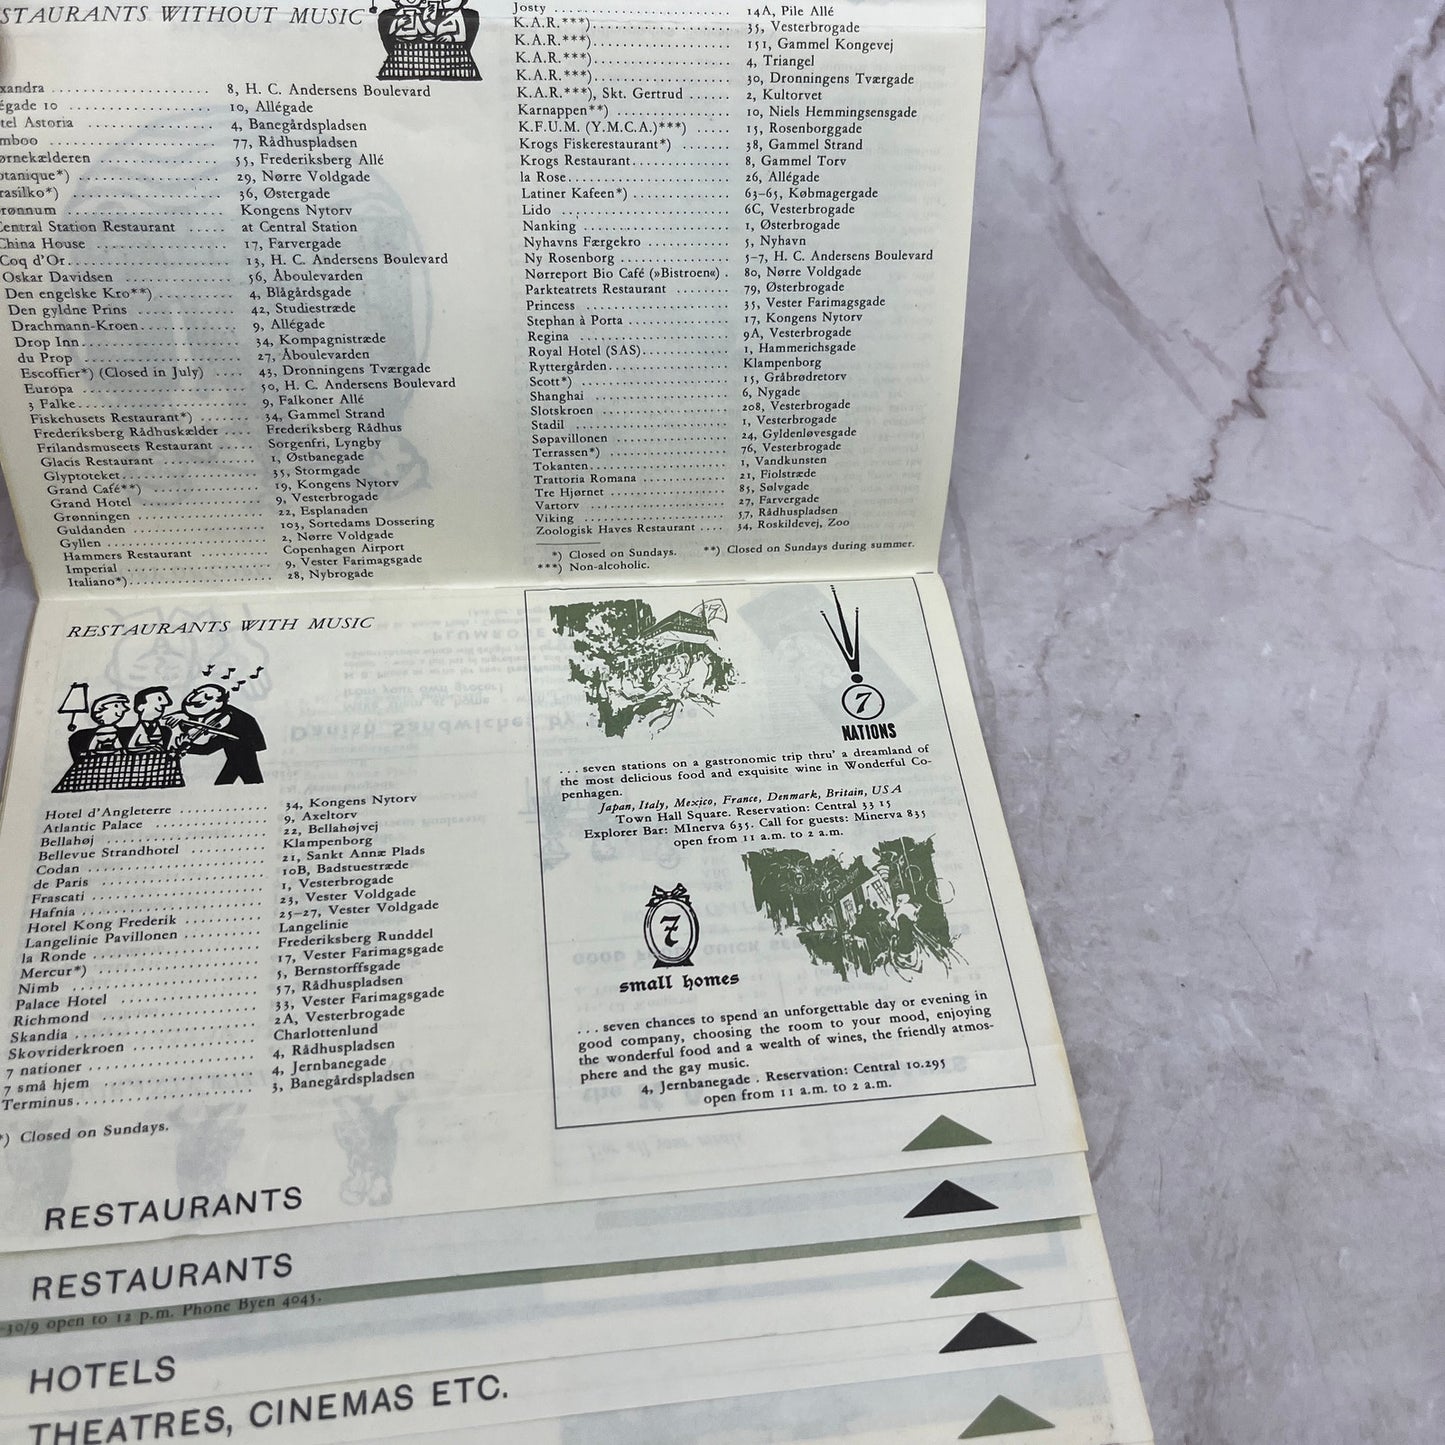 STAURANTS WITHOUT MUSIC
xandra .................... 8, H. C. Andersens Boulevard
égade 10 ................... 10, Allégade
tel Astoria ................ 4, Banegårdspladsen
mboo ..................... 77, Rådhuspladsen
ørnekælderen ............... 55, Frederiksberg Allé
otanique*) .................. 29, Nørre Voldgade
rasilko*) .................... 36, Østergade
rønnum .................... Kongens Nytorv
Central Station Restaurant ..... at Central Station
China House ................ 17, Farvergade
Coq d'Or................... 13, H. C. Andersens Boulevard
Oskar Davidsen ............. 56, Åboulevarden
Den engelske Kro**).......... 4, Blågårdsgade
Den gyldne Prins ............ 42, Studiestræde
Drachmann-Kroen............ 9, Allégade
Drop Inn................... 34, Kompagnistræde
du Prop ................... 27, Åboulevarden
Escoffier*) (Closed in July) .... 43, Dronningens Tværgade
Europa .................... 50, H. C. Andersens Boulevard
3 Falke.................... 9, Falkoner Allé
Fiskehusets Restaurant*) ....... 34, Gammel Strand
Frederiksberg Rådhuskælder .... Frederiksberg Rådhus
Frilandsmuseets Restaurant ..... Sorgenfri, Lyngby
Glacis Restaurant ............ 1, Østbanegade
Glyptoteket................. 35, Stormgade
Grand Café**) .............. 19, Kongens Nytorv
Grand Hotel ............... 9, Vesterbrogade
Grønningen ................ 22, Esplanaden
Guldanden ................. 103, Sortedams Dossering
Gyllen .................... 2, Nørre Voldgade
Hammers Restaurant .......... Copenhagen Airport
Imperial .................. 9, Vester Farimagsgade
Italiano*).................. 28, Nybrogade
Josty ..................... 14A, Pile Allé
K.A.R.***).................. 35, Vesterbrogade
K.A.R.***).................. 151, Gammel Kongevej
K.A.R.***).................. 4, Triangel
K.A.R.***).................. 30, Dronningens Tværgade
K.A.R.***), Skt. Gertrud ...... 2, Kultorvet
Karnappen**) ............... 10, Niels Hemmingsensgade
K.F.U.M. (Y.M.C.A.)***) ..... 15, Rosenborggade
Krogs Fiskerestaurant*) ....... 38, Gammel Strand
Krogs Restaurant............. 8, Gammel Torv
la Rose.................... 26, Allégade
Latiner Kafeen*) ............. 63-65, Købmagergade
Lido ..................... 6C, Vesterbrogade
Nanking ................... 1, Østerbrogade
Nyhavns Færgekro ........... 5, Nyhavn
Ny Rosenborg .............. 5-7, H. C. Andersens Boulevard
Nørreport Bio Café (»Bistroen«) . 80, Nørre Voldgade
Parkteatrets Restaurant ....... 79, Østerbrogade
Princess ................... 35, Vester Farimagsgade
Stephan à Porta ............. 17, Kongens Nytorv
Regina .................... 9A, Vesterbrogade
Royal Hotel (SAS)............ 1, Hammerichsgade
Ryttergården................ Klampenborg
Scott*) .................... 15, Gråbrødretorv
Shanghai .................. 6, Nygade
Slotskroen ................. 208, Vesterbrogade
Stadil .................... 1, Vesterbrogade
Søpavillonen ............... 24, Gyldenløvesgade
Terrassen*) ................ 76, Vesterbrogade
Tokanten.................. 1, Vandkunsten
Trattoria Romana ............ 21, Fiolstræde
Tre Hjørnet ................ 85, Sølvgade
Vartorv ................... 27, Farvergade
Viking .................... 57, Rådhuspladsen
Zoologisk Haves Restaurant .... 34, Roskildevej, Zoo
*) Closed on Sundays. **) Closed on Sundays during summer.
***) Non-alcoholic.
RESTAURANTS WITH MUSIC
Hotel d'Angleterre ............ 34, Kongens Nytorv
Atlantic Palace .............. 9, Axeltorv
Bellahøj ................... 22, Bellahøjvej
Bellevue Strandhotel .......... Klampenborg
Codan .................... 21, Sankt Annæ Plads
de Paris ................... 10B, Badstuestræde
Frascati ................... 1, Vesterbrogade
Hafnia .................... 23, Vester Voldgade
Hotel Kong Frederik .......... 25-27, Vester Voldgade
Langelinie Pavillonen .......... Langelinie
la Ronde .................. Frederiksberg Runddel
Mercur*) .................. 17, Vester Farimagsgade
Nimb .................... 5, Bernstorffsgade
Palace Hotel ................ 57, Rådhuspladsen
Richmond ................. 33, Vester Farimagsgade
Skandia ................... 2A, Vesterbrogade
Skovriderkroen .............. Charlottenlund
7 nationer ................. 4, Rådhuspladsen
7 små hjem ................ 4, Jernbanegade
Terminus................... 3, Banegårdspladsen
*) Closed on Sundays.
7
7
NATIONS
... seven stations on a gastronomic trip thru' a dreamland of
the most delicious food and exquisite wine in Wonderful Co-
penhagen.
Japan, Italy, Mexico, France, Denmark, Britain, USA
Town Hall Square. Reservation: Central 33 15
Explorer Bar: MInerva 635. Call for guests: Minerva 835
open from 11 a.m. to 2 a.m.
7
small homes
... seven chances to spend an unforgettable day or evening in
good company, choosing the room to your mood, enjoying
the wonderful food and a wealth of wines, the friendly atmos-
phere and the gay music.
4, Jernbanegade . Reservation: Central 10.295
open from 11 a.m. to 2 a.m.
RESTAURANTS
RESTAURANTS
-30/9 open to 12 p.m. Phone Byen 4045.
HOTELS
THEATRES, CINEMAS ETC.